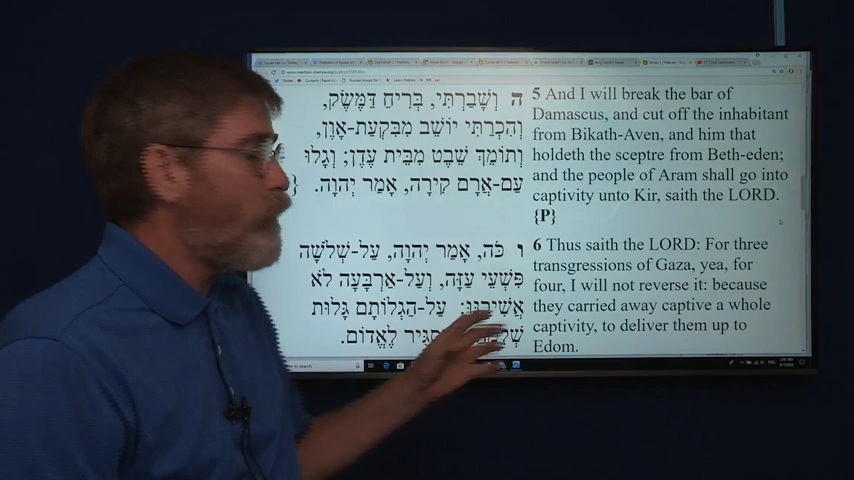 ה וְשָׁבַרְתִּי, בְּרִיחַ דַּמֶּשֶׂק,
וְהִכְרַתִּי יוֹשֵׁב מִבִּקְעַת-אָוֶן,
וְתוֹמֵךְ שֵׁבֶט מִבֵּית עֶדֶן; וְגָלוּ
עַם-אֲרָם קִירָה, אָמַר יְהוָה.
5 And I will break the bar of
Damascus, and cut off the inhabitant
from Bikath-Aven, and him that
holdeth the sceptre from Beth-eden;
and the people of Aram shall go into
captivity unto Kir, saith the LORD.
{P}
ו כֹּה, אָמַר יְהוָה, עַל-שְׁלֹשָׁה
פִּשְׁעֵי עַזָּה, וְעַל-אַרְבָּעָה לֹא
אֲשִׁיבֶנּוּ: עַל-הַגְלוֹתָם גָּלוּת
לֶאֱדוֹם.
6 Thus saith the LORD: For three
transgressions of Gaza, yea, for
four, I will not reverse it: because
they carried away captive a whole
captivity, to deliver them up to
Edom.